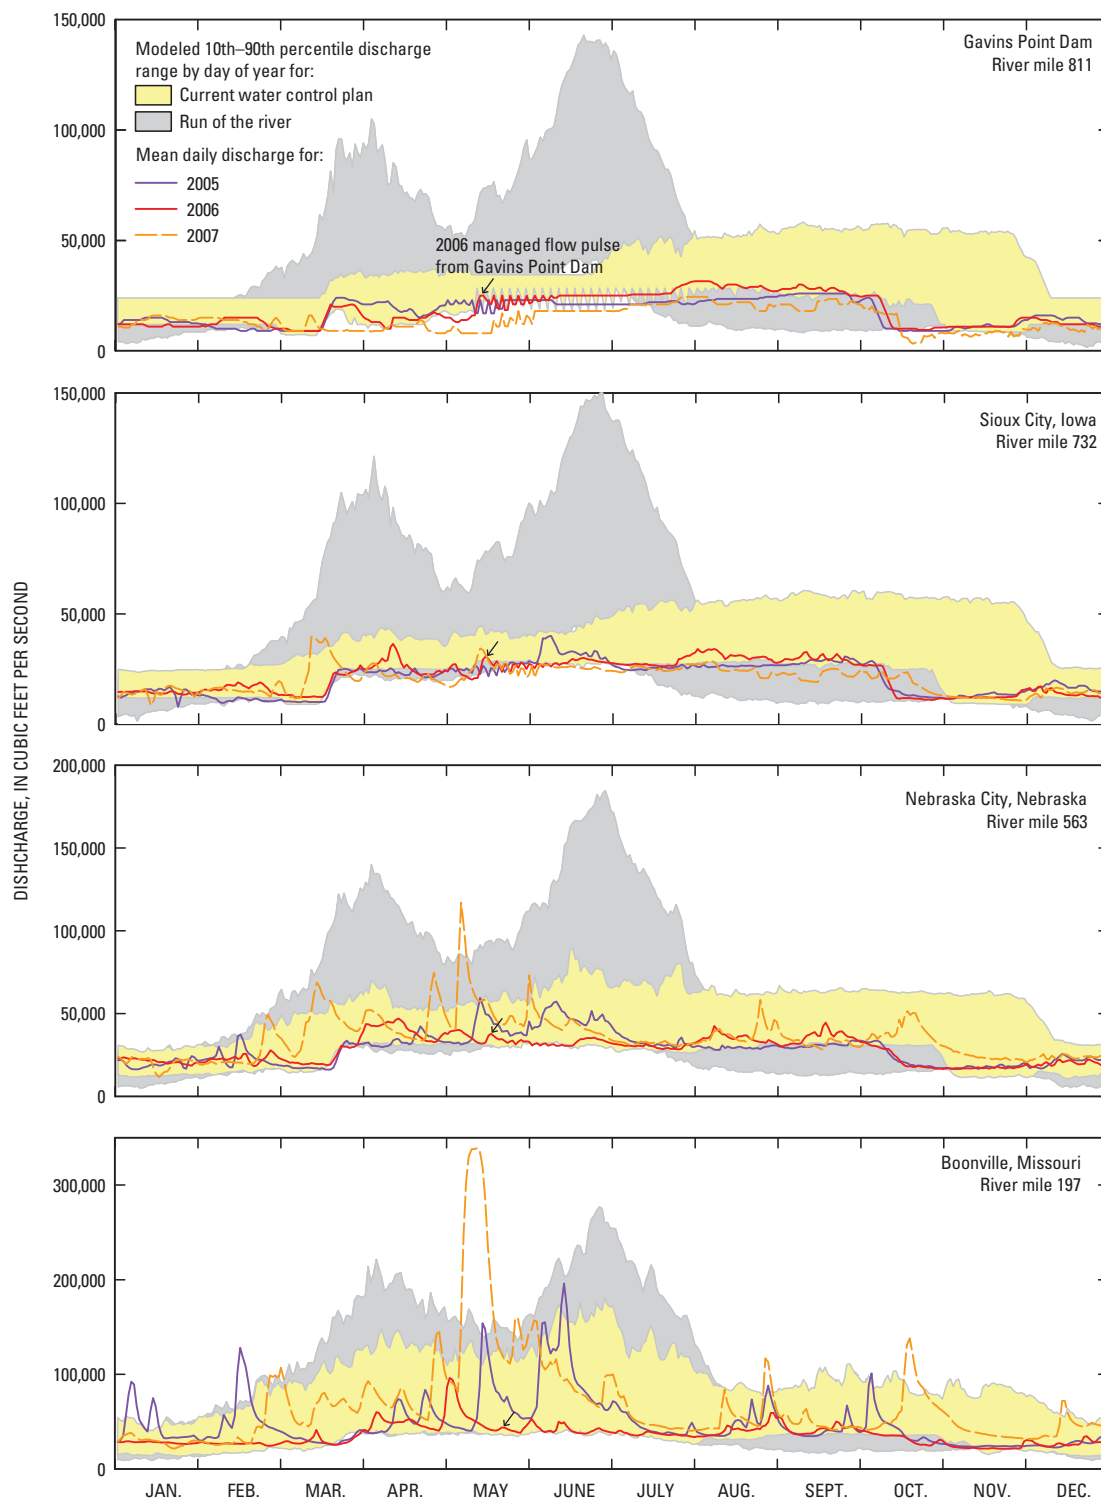 150,000
100,000
50,000
0
Modeled 10th–90th percentile discharge
range by day of year for:
Current water control plan
Run of the river
Mean daily discharge for:
2005
2006
2007
Gavins Point Dam
River mile 811
2006 managed flow pulse
from Gavins Point Dam
150,000
100,000
50,000
0
Sioux City, Iowa
River mile 732
DISHCHARGE, IN CUBIC FEET PER SECOND
200,000
150,000
100,000
50,000
0
Nebraska City, Nebraska
River mile 563
300,000
200,000
100,000
0
Boonville, Missouri
River mile 197
JAN. FEB. MAR. APR. MAY JUNE JULY AUG. SEPT. OCT. NOV. DEC.